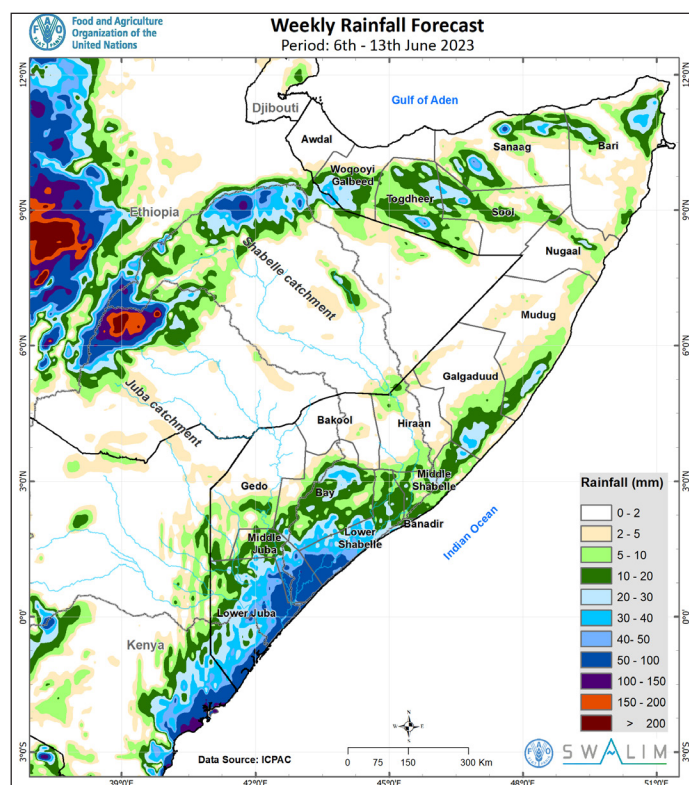 Food and Agriculture
Organization of the
United Nations
Weekly Rainfall Forecast
Period: 6th - 13th June 2023
12°0'N
9°0'N
6°0'N
3°0'N
0°0'
3°0'S
12°0'N
9°0'N
6°0'N
3°0'N
0°0'
3°0'S
Djibouti
Gulf of Aden
Awdal
Sanaag
Bari
Woqooyi
Galbeed
Togdheer
Sool
Ethiopia
Nugaal
Shabelle catchment
Mudug
Galgaduud
Juba catchment
Bakool
Hiraan
Gedo
Bay
Middle
Shabelle
Banadir
Lower
Shabelle
Middle
Juba
Indian Ocean
Lower Juba
Kenya
Rainfall (mm)
0 - 2
2 - 5
5 - 10
10 - 20
20 - 30
30 - 40
40- 50
50 - 100
100 - 150
150 - 200
> 200
N
W
E
S
Data Source: ICPAC
0 75 150 300 Km
FAO
SWALIM
39°0'E
42°0'E
45°0'E
48°0'E
51°0'E